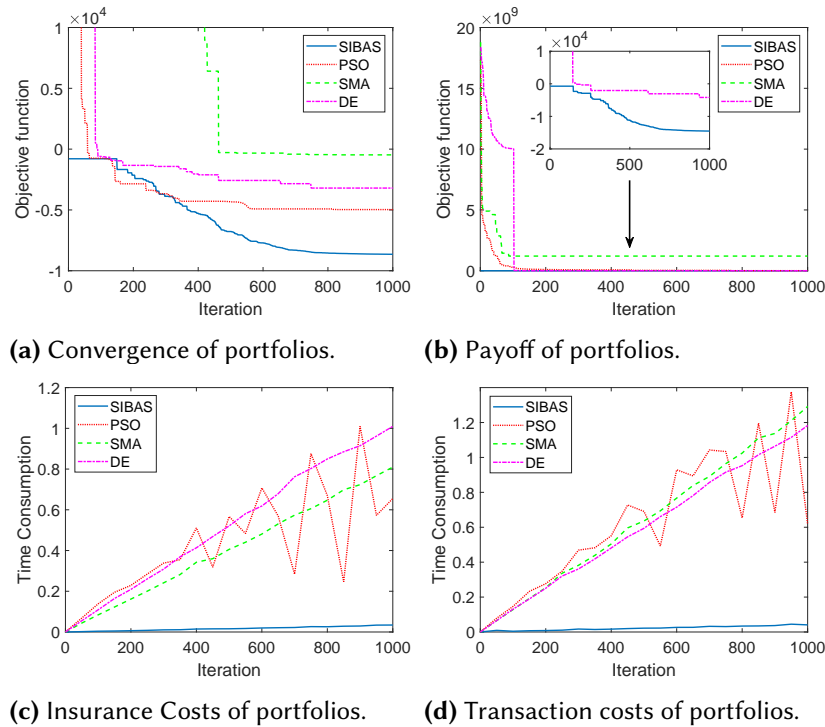 ×10⁴
1
0.5
0
-0.5
-1
Objective function
0 200 400 600 800 1000
Iteration
SIBAS
PSO
SMA
DE
(a) Convergence of portfolios.
×10⁹
20
15
10
5
0
Objective function
0 200 400 600 800 1000
Iteration
SIBAS
PSO
SMA
DE
×10⁴
1
0
-1
-2
0 500 1000
(b) Payoff of portfolios.
1.2
1
0.8
0.6
0.4
0.2
0
Time Consumption
0 200 400 600 800 1000
Iteration
SIBAS
PSO
SMA
DE
(c) Insurance Costs of portfolios.
1.2
1
0.8
0.6
0.4
0.2
0
Time Consumption
0 200 400 600 800 1000
Iteration
SIBAS
PSO
SMA
DE
(d) Transaction costs of portfolios.